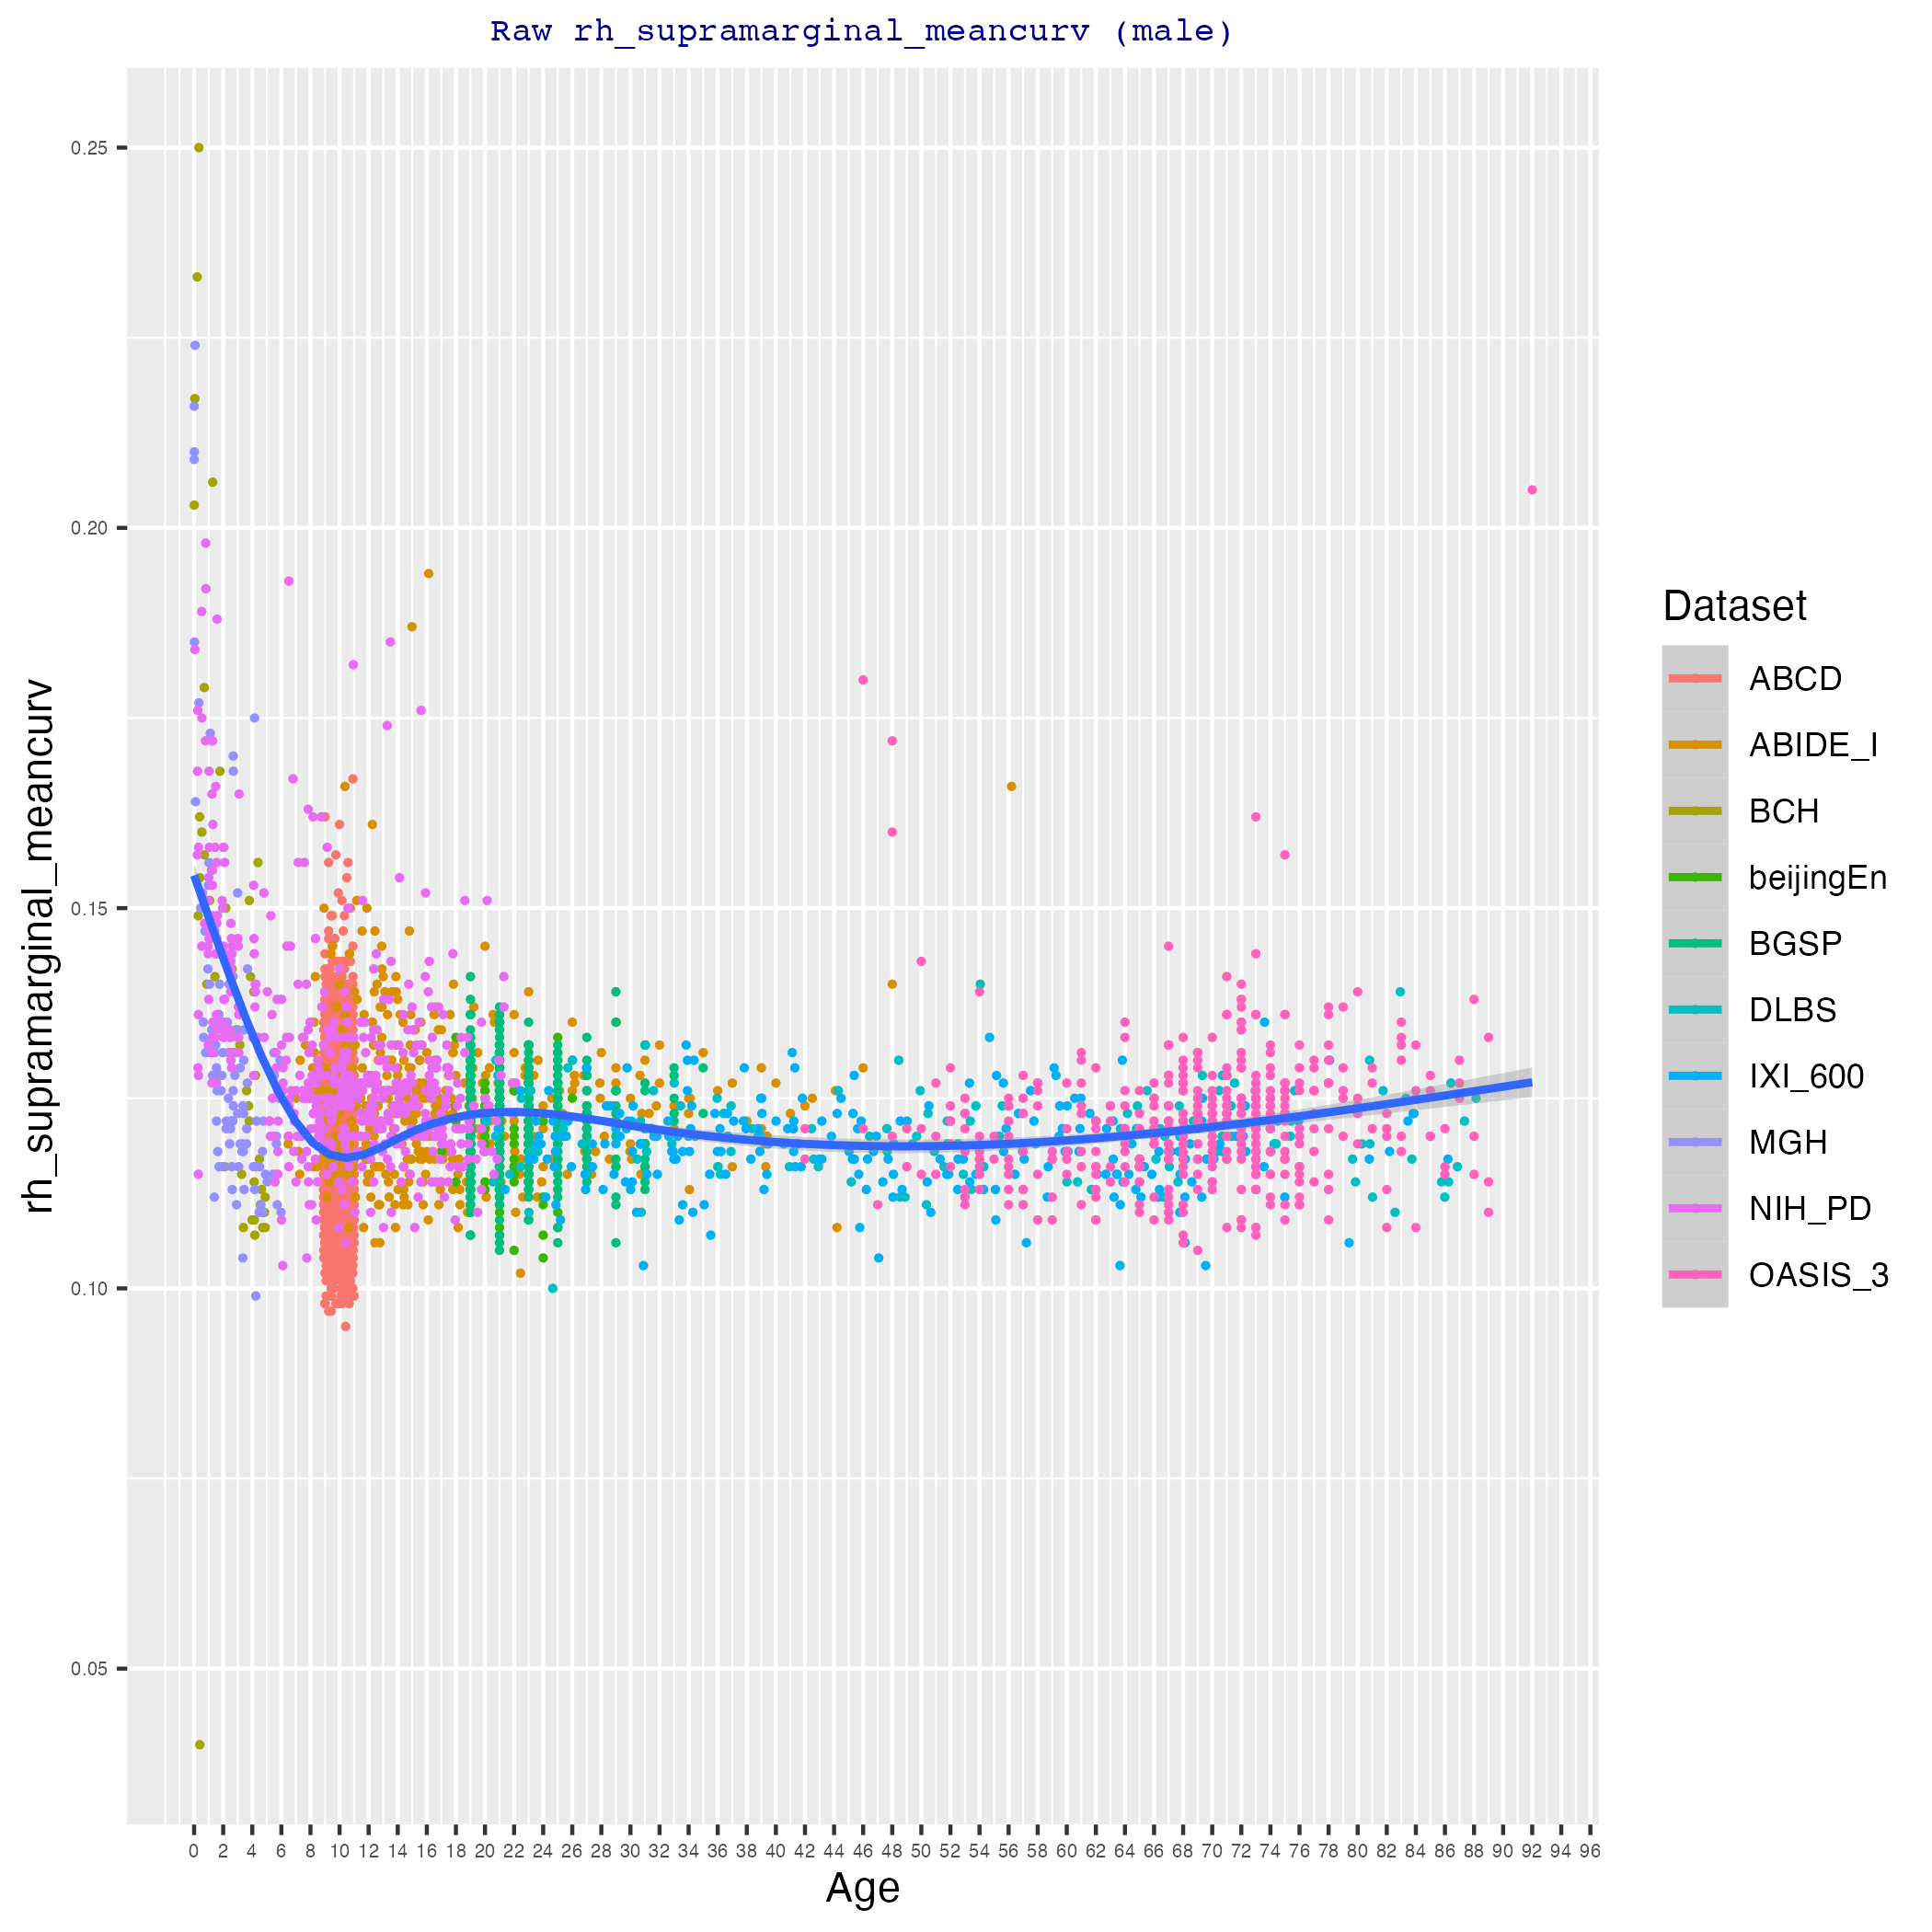 Raw rh_supramarginal_meancurv (male)
0.25
0.20
0.15
0.10
0.05
rh_supramarginal_meancurv
0 2 4 6 8 10 12 14 16 18 20 22 24 26 28 30 32 34 36 38 40 42 44 46 48 50 52 54 56 58 60 62 64 66 68 70 72 74 76 78 80 82 84 86 88 90 92 94 96
Age
Dataset
ABCD
ABIDE_I
BCH
beijingEn
BGSP
DLBS
IXI_600
MGH
NIH_PD
OASIS_3